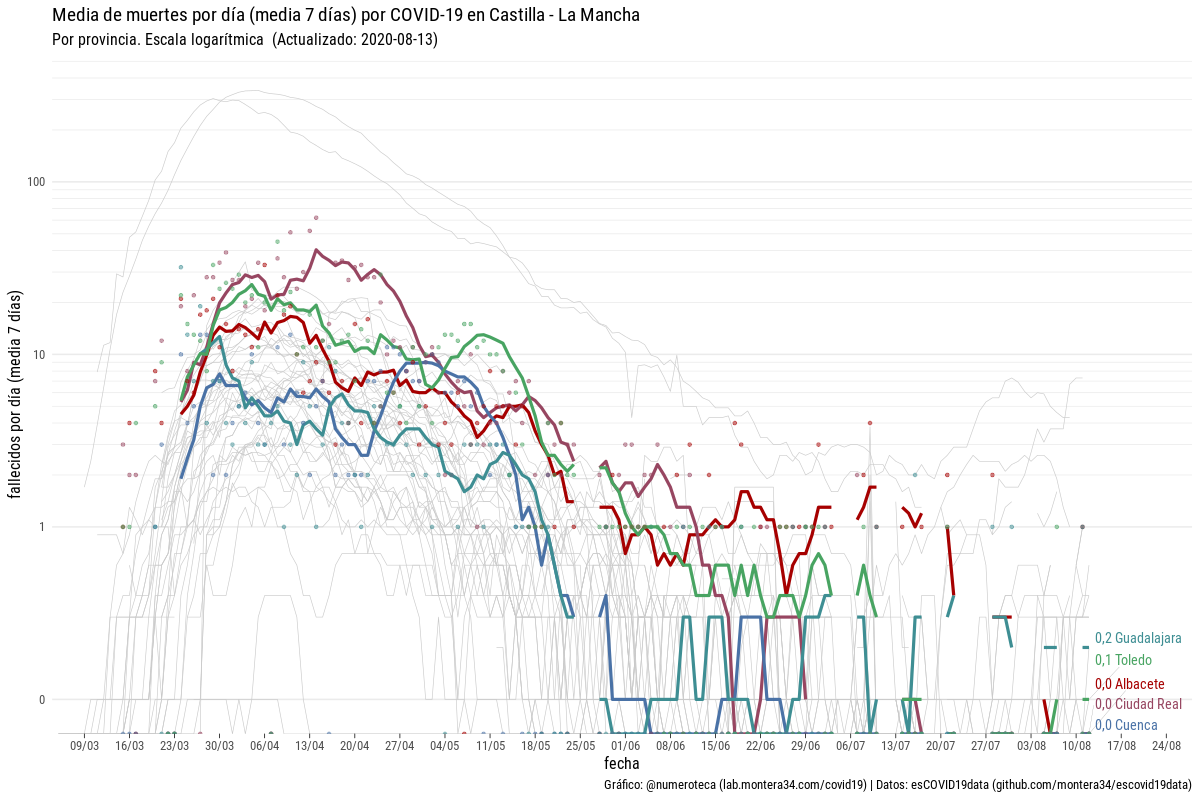 Media de muertes por día (media 7 días) por COVID-19 en Castilla - La Mancha
Por provincia. Escala logarítmica  (Actualizado: 2020-08-13)
fallecidos por día (media  7 días)
100
10
1
0
0,2 Guadalajara
0,1 Toledo
0,0 Albacete
0,0 Ciudad Real
0,0 Cuenca
09/03 16/03 23/03 30/03 06/04 13/04 20/04 27/04 04/05 11/05 18/05 25/05 01/06 08/06 15/06 22/06 29/06 06/07 13/07 20/07 27/07 03/08 10/08 17/08 24/08
fecha
Gráfico: @numeroteca (lab.montera34.com/covid19) | Datos: esCOVID19data (github.com/montera34/escovid19data)